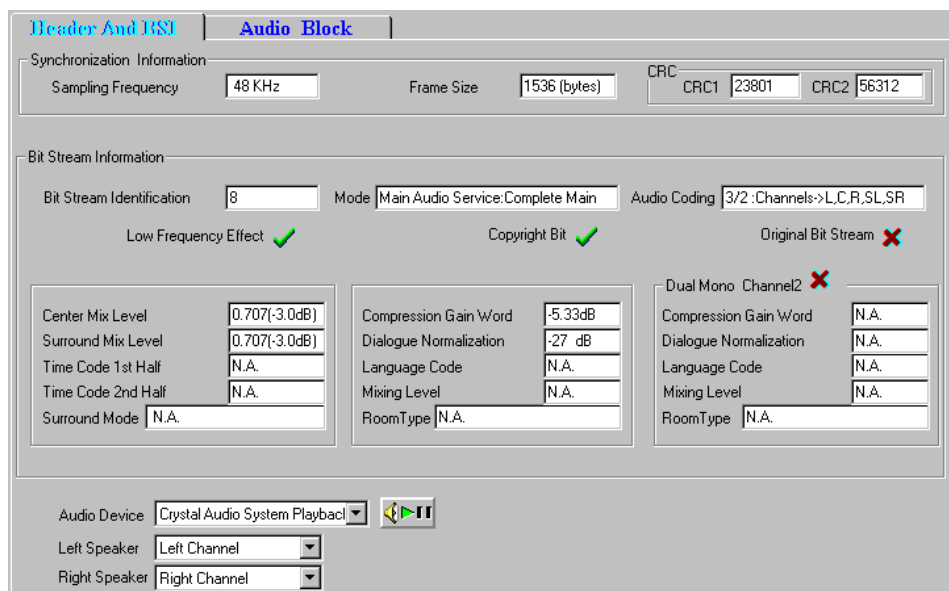 Header And BSI Audio Block
Synchronization Information
Sampling Frequency 48 KHz Frame Size 1536 (bytes) CRC CRC1 23801 CRC2 56312
Bit Stream Information
Bit Stream Identification 8 Mode Main Audio Service:Complete Main Audio Coding 3/2 :Channels->L,C,R,SL,SR
Low Frequency Effect Copyright Bit Original Bit Stream
Center Mix Level 0.707(-3.0dB)
Surround Mix Level 0.707(-3.0dB)
Time Code 1st Half N.A.
Time Code 2nd Half N.A.
Surround Mode N.A.
Compression Gain Word -5.33dB
Dialogue Normalization -27 dB
Language Code N.A.
Mixing Level N.A.
RoomType N.A.
Dual Mono Channel2
Compression Gain Word N.A.
Dialogue Normalization N.A.
Language Code N.A.
Mixing Level N.A.
RoomType N.A.
Audio Device Crystal Audio System Playbacl
Left Speaker Left Channel
Right Speaker Right Channel